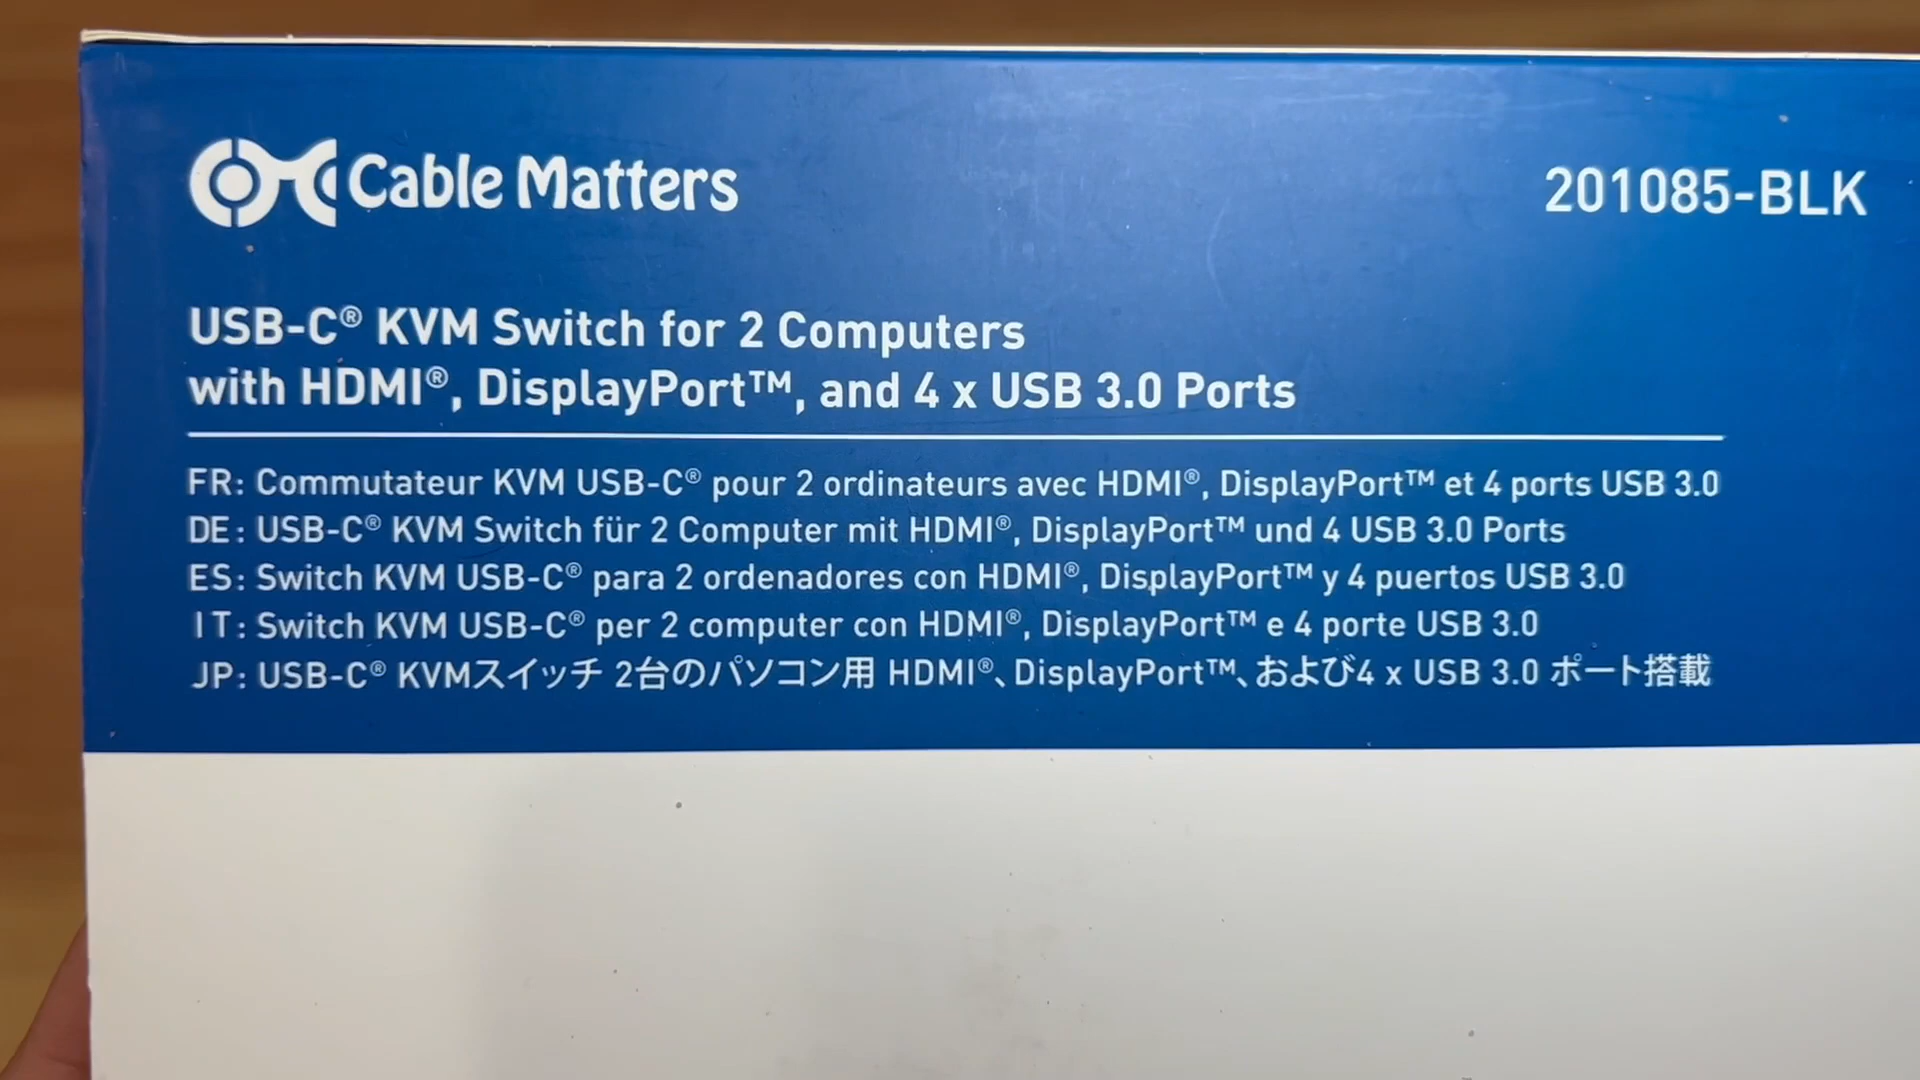 Cable Matters
201085-BLK
USB-C® KVM Switch for 2 Computers
with HDMI®, DisplayPort™, and 4 x USB 3.0 Ports
FR: Commutateur KVM USB-C® pour 2 ordinateurs avec HDMI®, DisplayPort™ et 4 ports USB 3.0
DE: USB-C® KVM Switch für 2 Computer mit HDMI®, DisplayPort™ und 4 USB 3.0 Ports
ES: Switch KVM USB-C® para 2 ordenadores con HDMI®, DisplayPort™ y 4 puertos USB 3.0
IT: Switch KVM USB-C® per 2 computer con HDMI®, DisplayPort™ e 4 porte USB 3.0
JP: USB-C® KVMスイッチ 2台のパソコン用 HDMI®、DisplayPort™、および4 x USB 3.0 ポート搭載